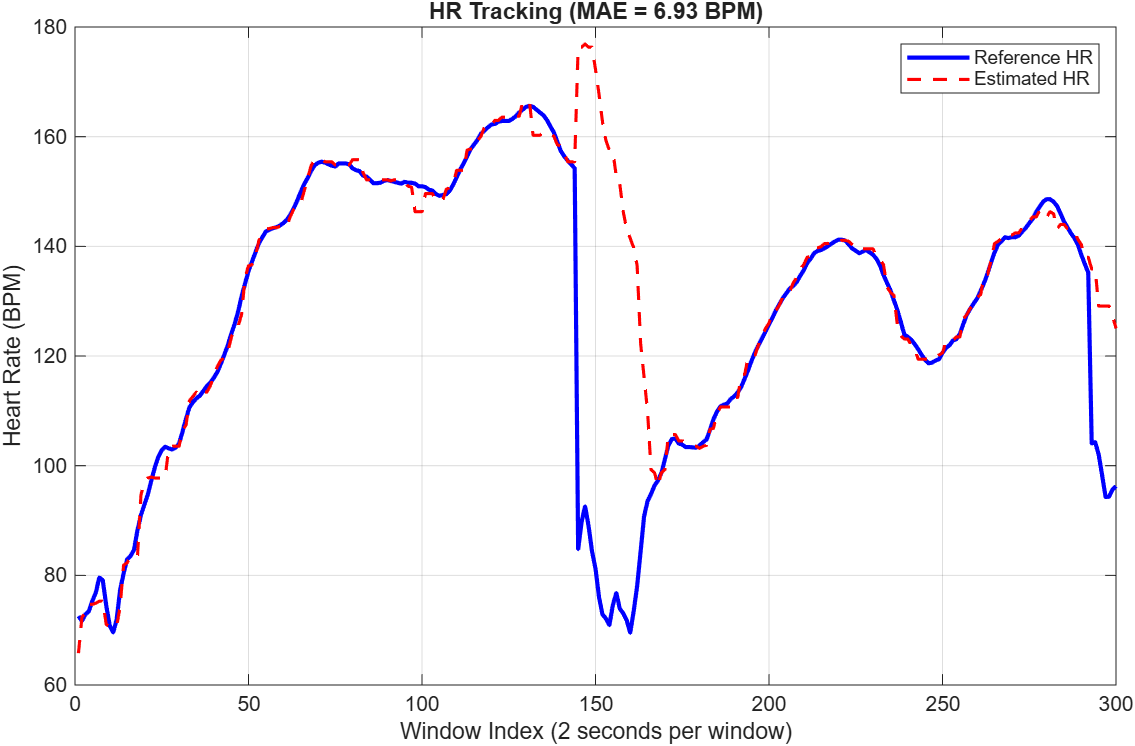 HR Tracking (MAE = 6.93 BPM)
180
160
140
120
100
80
60
Heart Rate (BPM)
Reference HR
Estimated HR
0 50 100 150 200 250 300
Window Index (2 seconds per window)